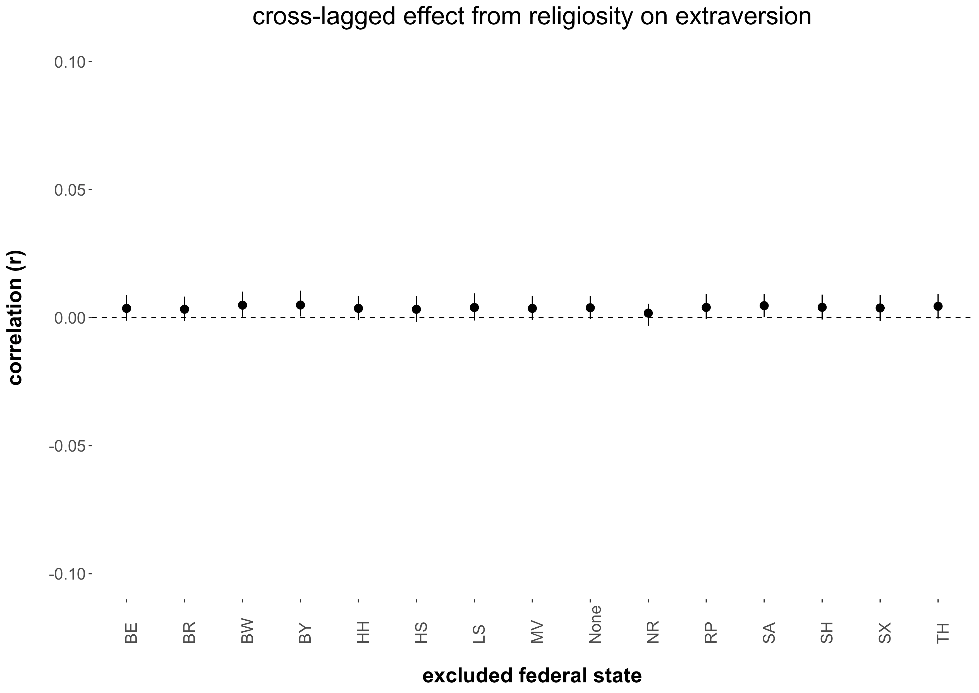 cross-lagged effect from religiosity on extraversion
correlation (r)
0.10
0.05
0.00
-0.05
-0.10
BE
BR
BW
BY
HH
HS
LS
MV
None
NR
RP
SA
SH
SX
TH
excluded federal state